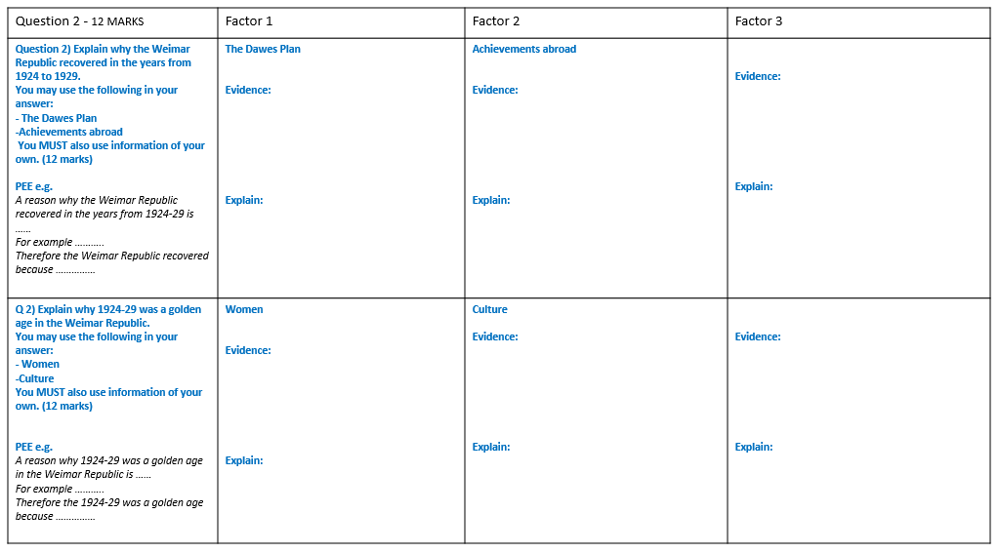 Question 2 - 12 MARKS
Factor 1
Factor 2
Factor 3
Question 2) Explain why the Weimar
Republic recovered in the years from
1924 to 1929.
You may use the following in your
answer:
- The Dawes Plan
-Achievements abroad
You MUST also use information of your
own. (12 marks)
PEE e.g.
A reason why the Weimar Republic
recovered in the years from 1924-29 is
......
For example ...........
Therefore the Weimar Republic recovered
because ...............
The Dawes Plan
Evidence:
Explain:
Achievements abroad
Evidence:
Explain:
Evidence:
Explain:
Q 2) Explain why 1924-29 was a golden
age in the Weimar Republic.
You may use the following in your
answer:
- Women
-Culture
You MUST also use information of your
own. (12 marks)
PEE e.g.
A reason why 1924-29 was a golden age
in the Weimar Republic is ......
For example ...........
Therefore the 1924-29 was a golden age
because ...............
Women
Evidence:
Explain:
Culture
Evidence:
Explain:
Evidence:
Explain: